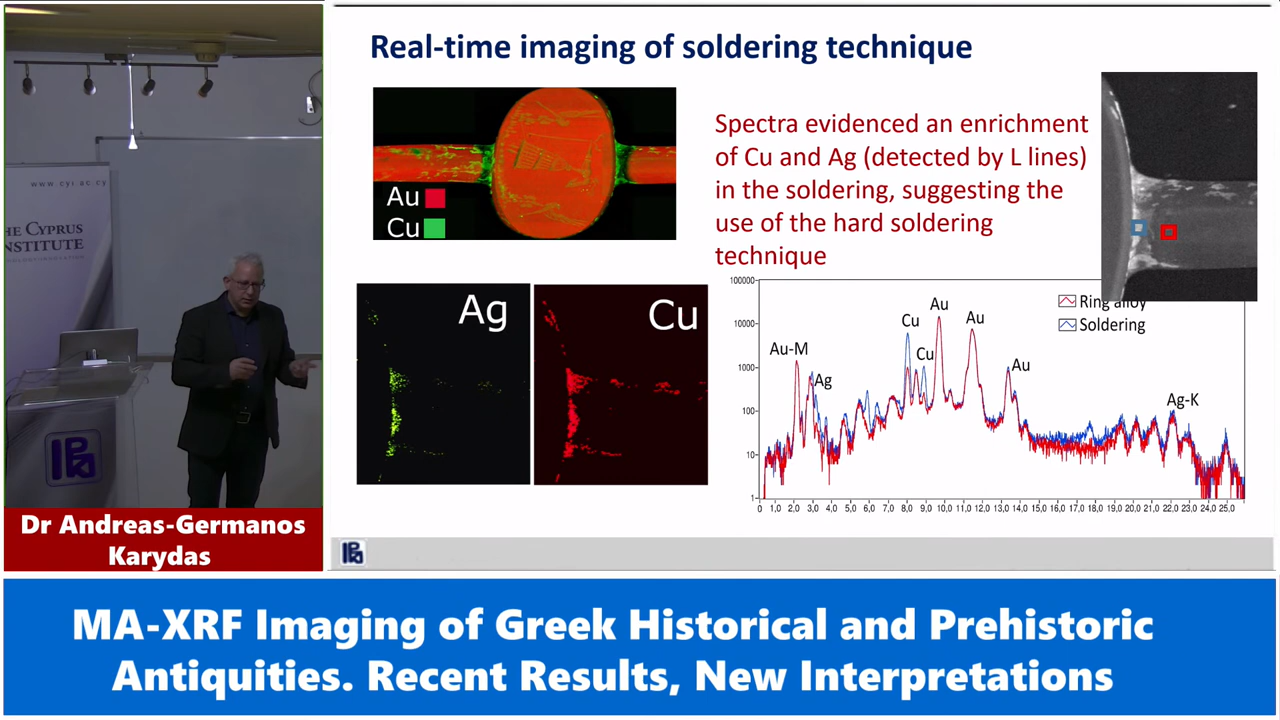 Real-time imaging of soldering technique
www.cyi.ac.cy
THE CYPRUS
INSTITUTE
Au
Cu
Spectra evidenced an enrichment
of Cu and Ag (detected by L lines)
in the soldering, suggesting the
use of the hard soldering
technique
Ag
Cu
100000
10000
1000
100
10
1
Au-M
Ag
Cu
Cu
Au
Au
Au
Ag-K
Ring alloy
Soldering
0 1,0 2,0 3,0 4,0 5,0 6,0 7,0 8,0 9,0 10,0 11,0 12,0 13,0 14,0 15,0 16,0 17,0 18,0 19,0 20,0 21,0 22,0 23,0 24,0 25,0
Dr Andreas-Germanos
Karydas
MA-XRF Imaging of Greek Historical and Prehistoric
Antiquities. Recent Results, New Interpretations